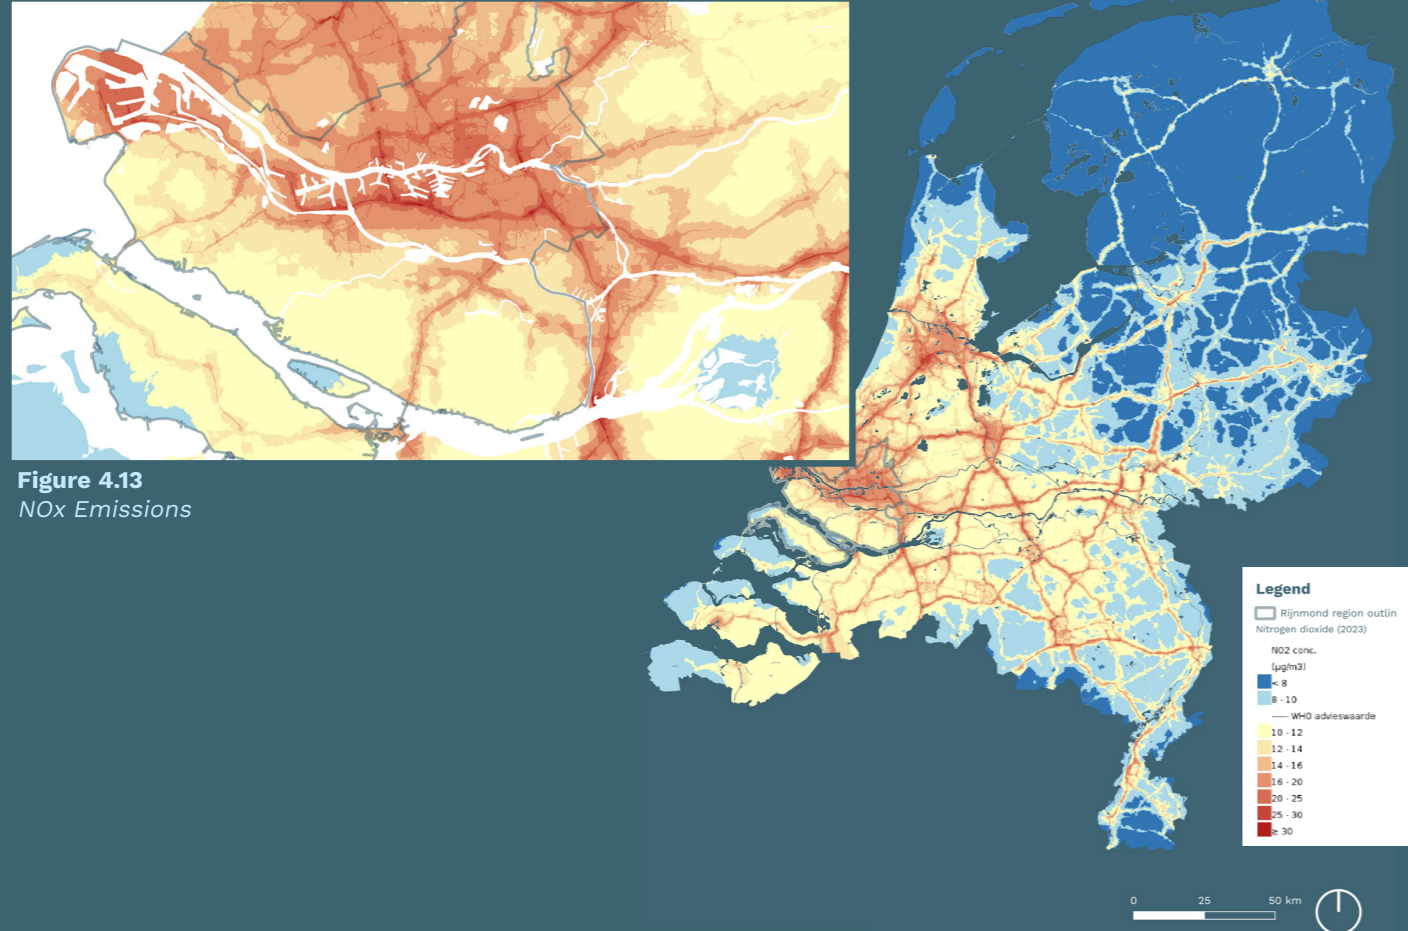 Figure 4.13
NOx Emissions
Legend
Rijnmond region outlin
Nitrogen dioxide (2023)
NO2 conc.
(µg/m3)
< 8
8 - 10
WHO advieswaarde
10 - 12
12 - 14
14 - 16
16 - 20
20 - 25
25 - 30
≥ 30
0 25 50 km